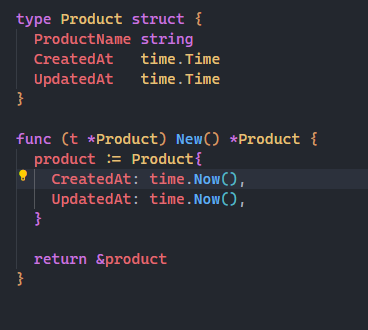 type Product struct {
  ProductName string
  CreatedAt   time.Time
  UpdatedAt   time.Time
}
func (t *Product) New() *Product {
  product := Product{
    CreatedAt: time.Now(),
    UpdatedAt: time.Now(),
  }
  return &product
}